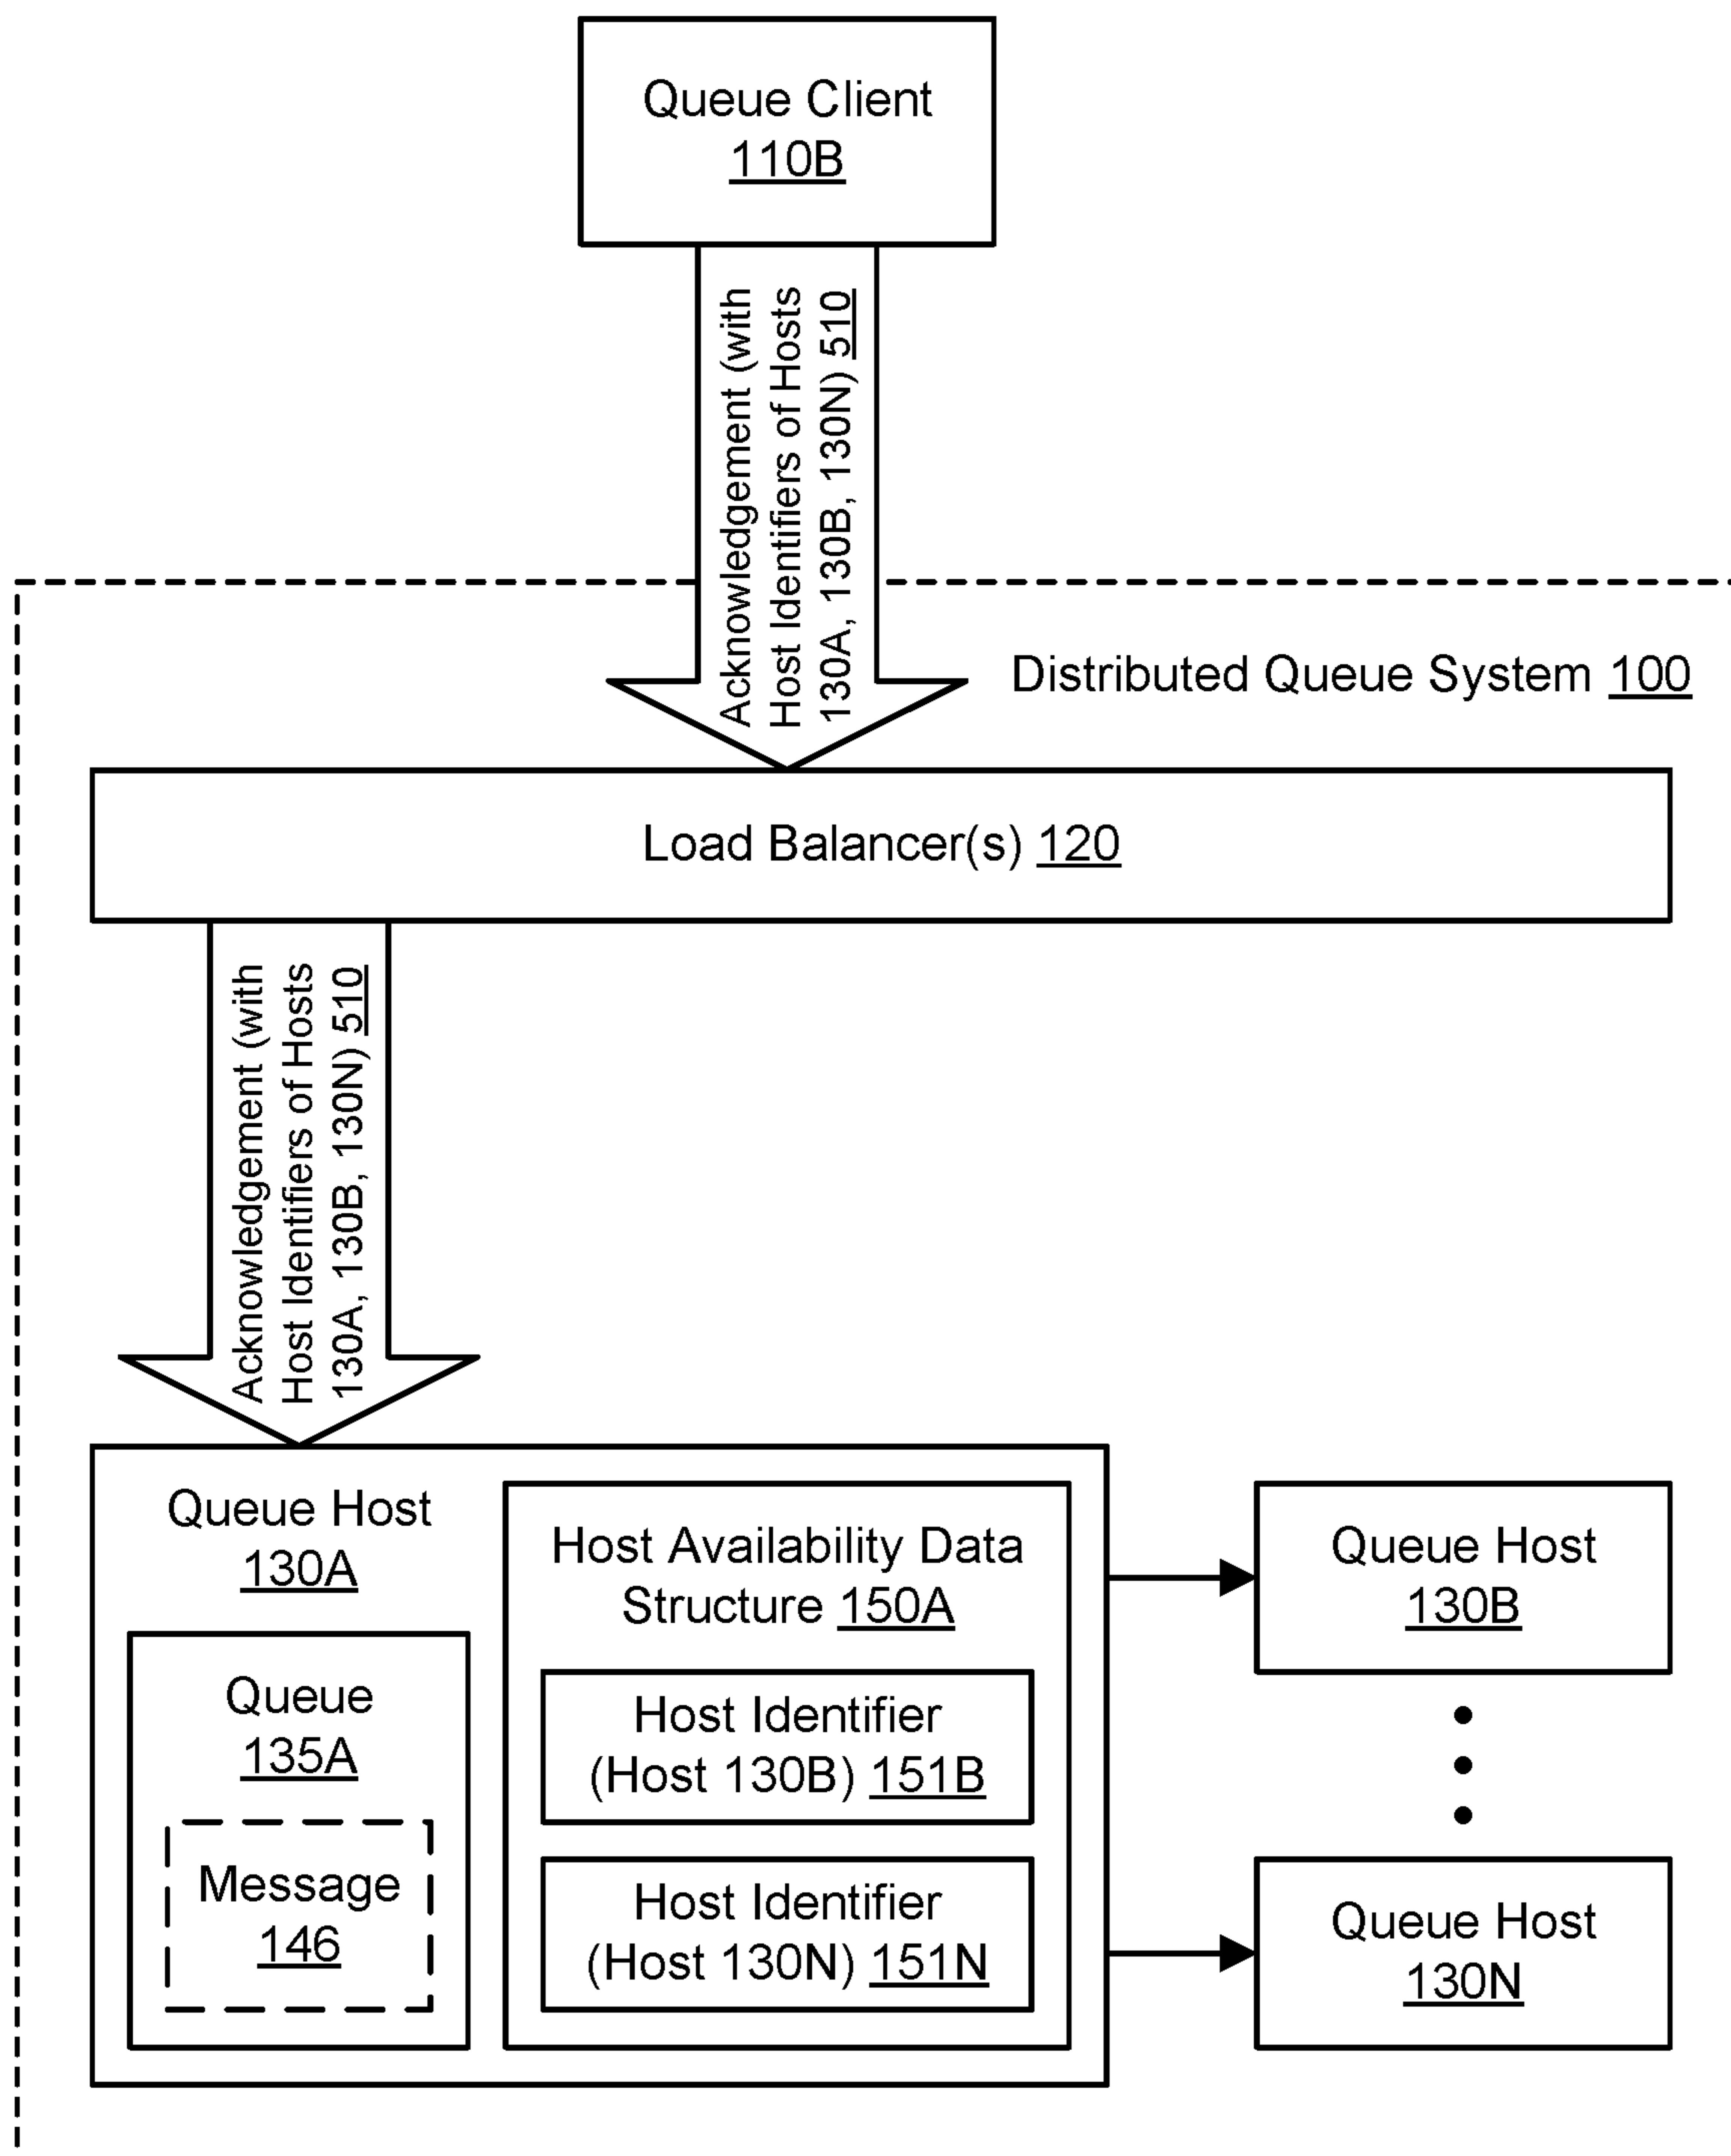 Queue Client
110B
Acknowledgement (with
Host Identifiers of Hosts
130A, 130B, 130N) 510
Distributed Queue System 100
Load Balancer(s) 120
Acknowledgement (with
Host Identifiers of Hosts
130A, 130B, 130N) 510
Queue Host
130A
Queue
135A
Message
146
Host Availability Data
Structure 150A
Host Identifier
(Host 130B) 151B
Host Identifier
(Host 130N) 151N
Queue Host
130B
Queue Host
130N